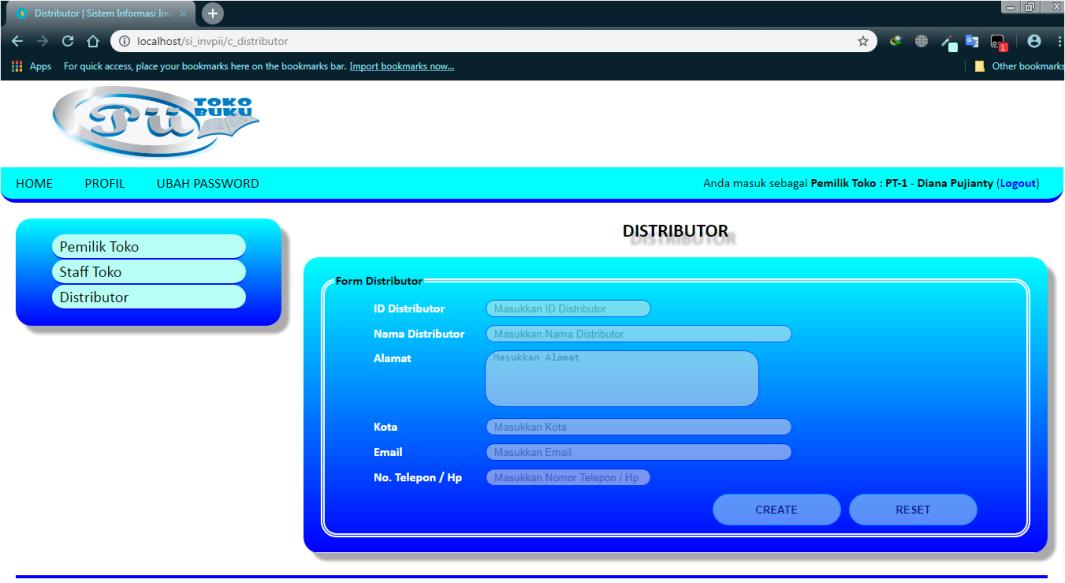 Distributor | Sistem Informasi Inv
localhost/si_invpii/c_distributor
Apps For quick access, place your bookmarks here on the bookmarks bar. Import bookmarks now...
Other bookmarks
1
TOKO
BUKU
HOME PROFIL UBAH PASSWORD
Anda masuk sebagai Pemilik Toko : PT-1 - Diana Pujianty (Logout)
Pemilik Toko
Staff Toko
Distributor
DISTRIBUTOR
Form Distributor
ID Distributor Masukkan ID Distributor
Nama Distributor Masukkan Nama Distributor
Alamat Masukkan Alamat
Kota Masukkan Kota
Email Masukkan Email
No. Telepon / Hp Masukkan Nomor Telepon / Hp
CREATE RESET